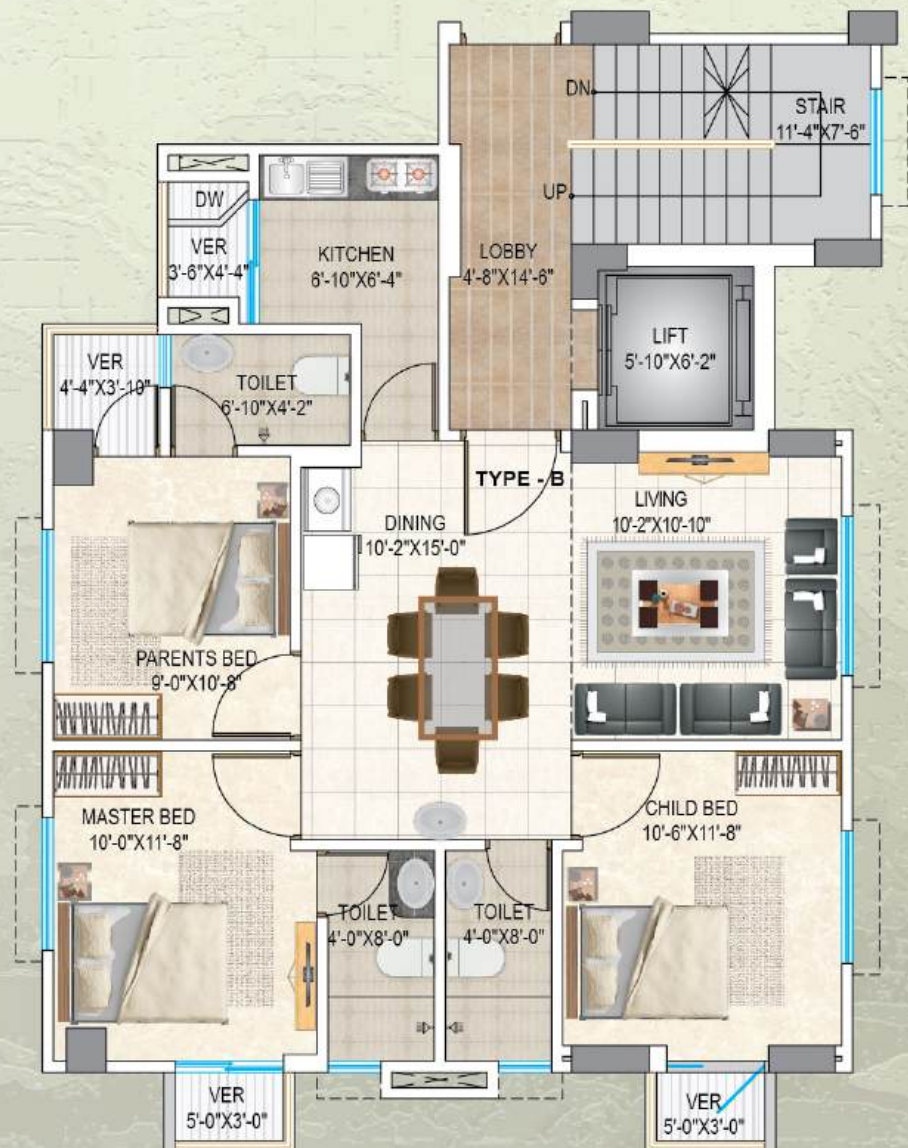 DN
STAIR
11'-4"X7'-6"
UP
DW
VER
3'-6"X4'-4"
KITCHEN
6'-10"X6'-4"
LOBBY
4'-8"X14'-6"
LIFT
5'-10"X6'-2"
VER
4'-4"X3'-10"
TOILET
6'-10"X4'-2"
TYPE - B
LIVING
10'-2"X10'-10"
DINING
10'-2"X15'-0"
PARENTS BED
9'-0"X10'-8"
MASTER BED
10'-0"X11'-8"
CHILD BED
10'-6"X11'-8"
TOILET
4'-0"X8'-0"
TOILET
4'-0"X8'-0"
VER
5'-0"X3'-0"
VER
5'-0"X3'-0"